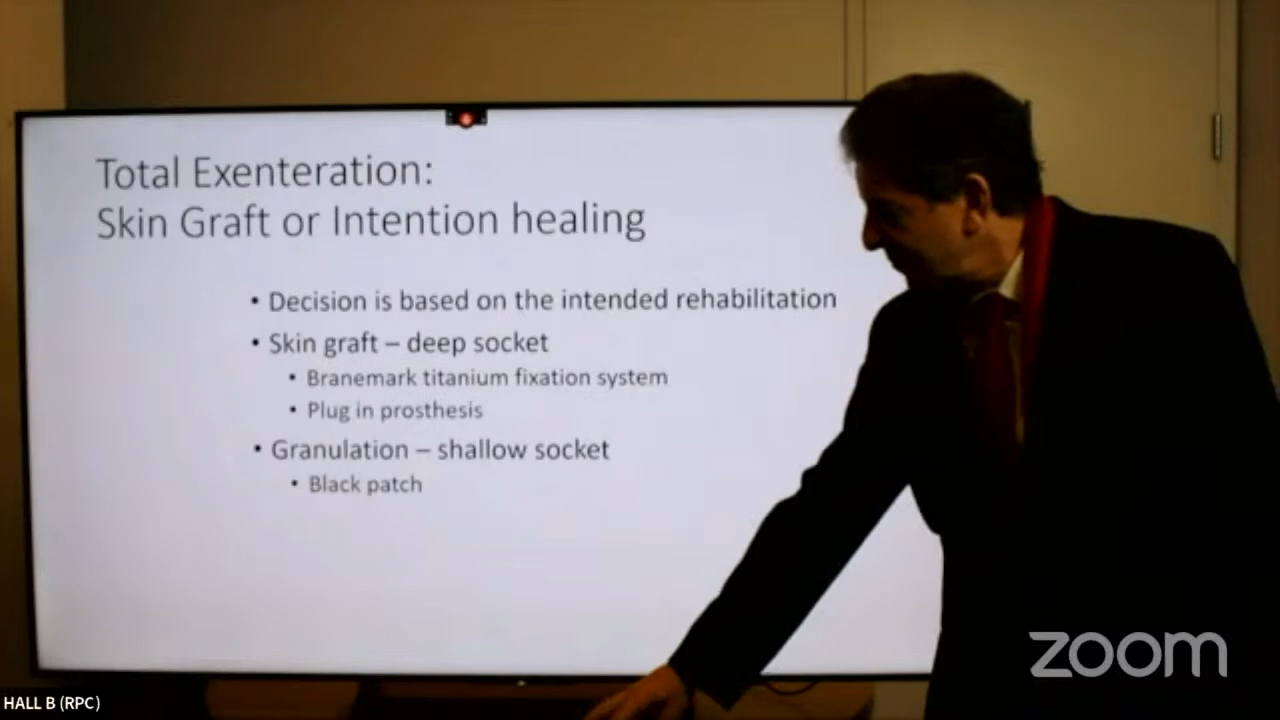 Total Exenteration:
Skin Graft or Intention healing
• Decision is based on the intended rehabilitation
• Skin graft – deep socket
• Branemark titanium fixation system
• Plug in prosthesis
• Granulation – shallow socket
• Black patch
zoom
HALL B (RPC)